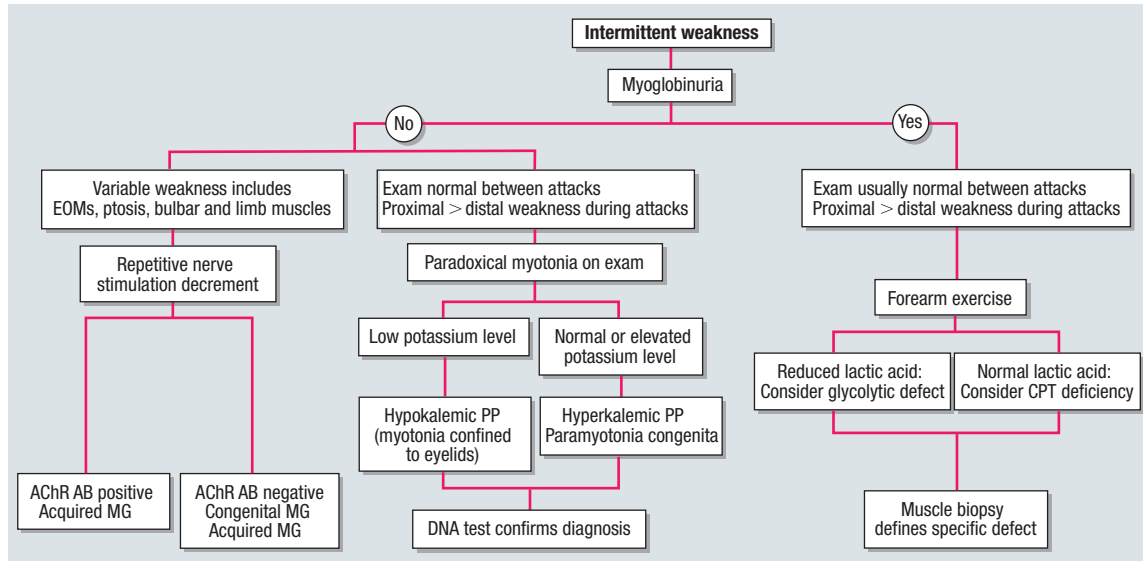 Intermittent weakness
Myoglobinuria
No
Yes
Variable weakness includes
EOMs, ptosis, bulbar and limb muscles
Exam normal between attacks
Proximal > distal weakness during attacks
Exam usually normal between attacks
Proximal > distal weakness during attacks
Repetitive nerve
stimulation decrement
Paradoxical myotonia on exam
Forearm exercise
Low potassium level
Normal or elevated
potassium level
Reduced lactic acid:
Consider glycolytic defect
Normal lactic acid:
Consider CPT deficiency
Hypokalemic PP
(myotonia confined
to eyelids)
Hyperkalemic PP
Paramyotonia congenita
AChR AB positive
Acquired MG
AChR AB negative
Congenital MG
Acquired MG
DNA test confirms diagnosis
Muscle biopsy
defines specific defect